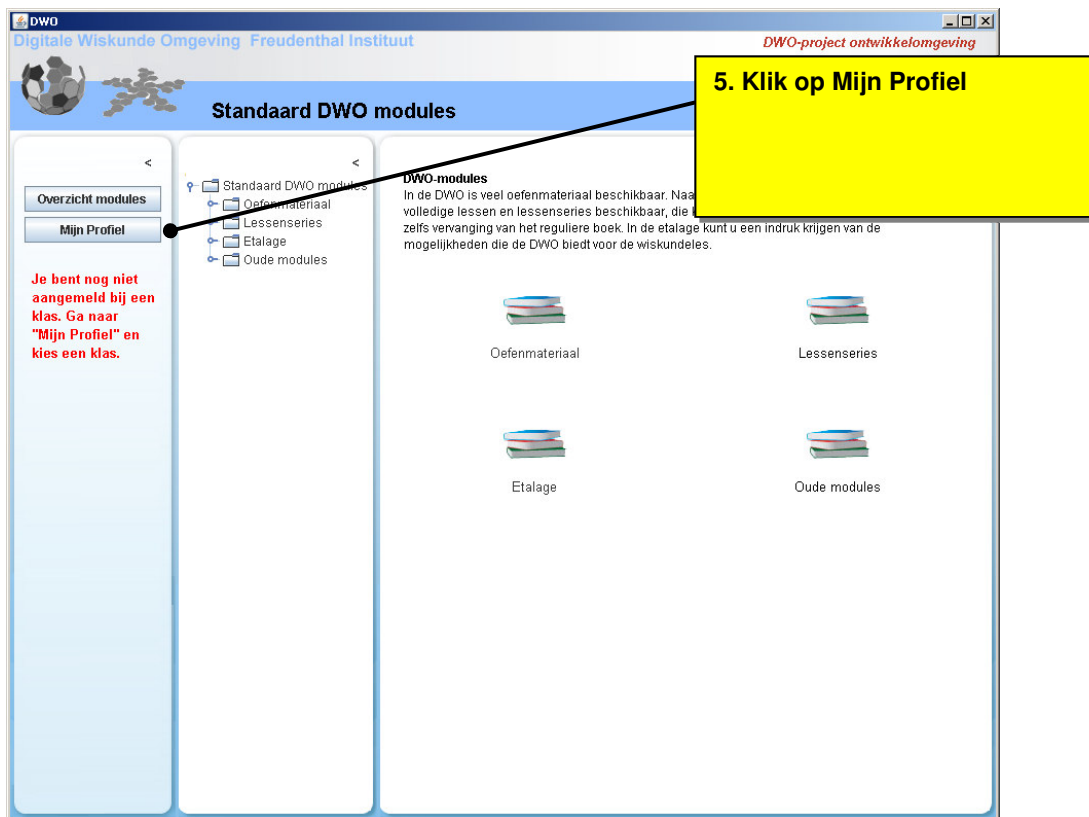 DWO
Digitale Wiskunde Omgeving Freudenthal Instituut
DWO-project ontwikkelomgeving
5. Klik op Mijn Profiel
Standaard DWO modules
<
Overzicht modules
Mijn Profiel
Je bent nog niet
aangemeld bij een
klas. Ga naar
"Mijn Profiel" en
kies een klas.
<
Standaard DWO modules
Oefenmateriaal
Lessenseries
Etalage
Oude modules
DWO-modules
In de DWO is veel oefenmateriaal beschikbaar.
volledige lessen en lessenseries beschikbaar, die
zelfs vervanging van het reguliere boek. In de etalage kunt u een indruk krijgen van de
mogelijkheden die de DWO biedt voor de wiskundeles.
Oefenmateriaal
Lessenseries
Etalage
Oude modules